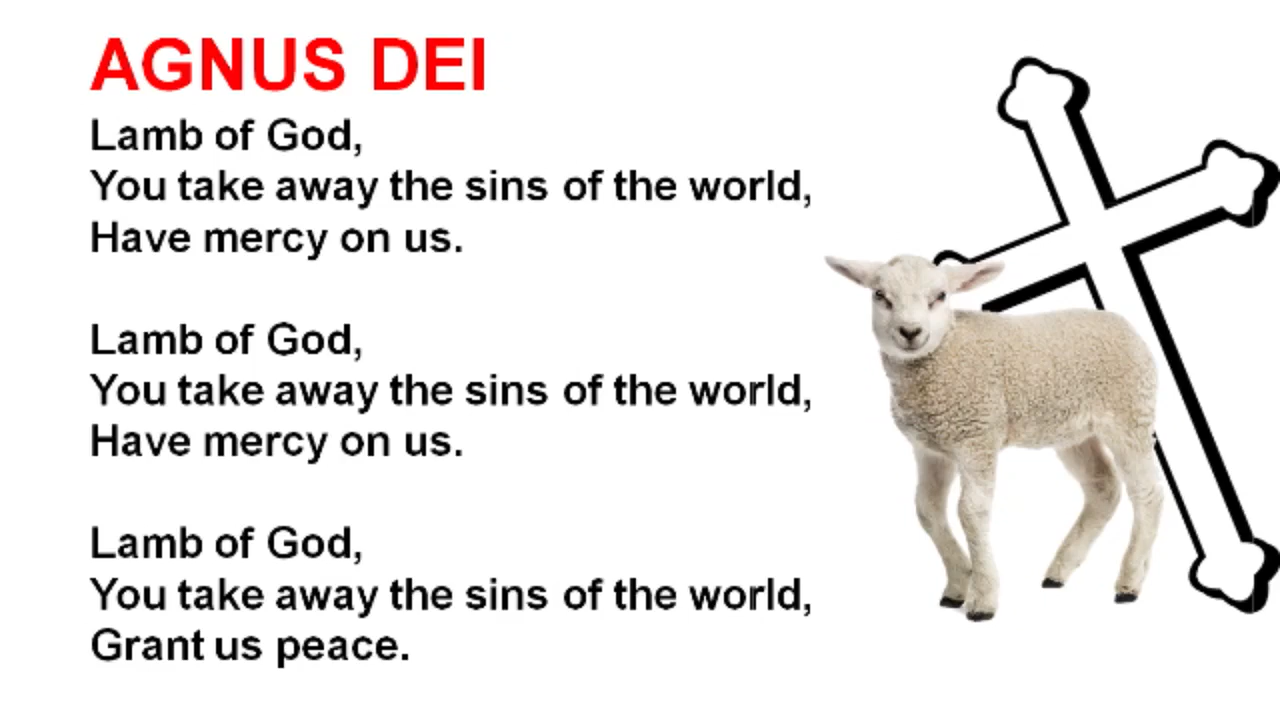 AGNUS DEI
Lamb of God,
You take away the sins of the world,
Have mercy on us.
Lamb of God,
You take away the sins of the world,
Have mercy on us.
Lamb of God,
You take away the sins of the world,
Grant us peace.